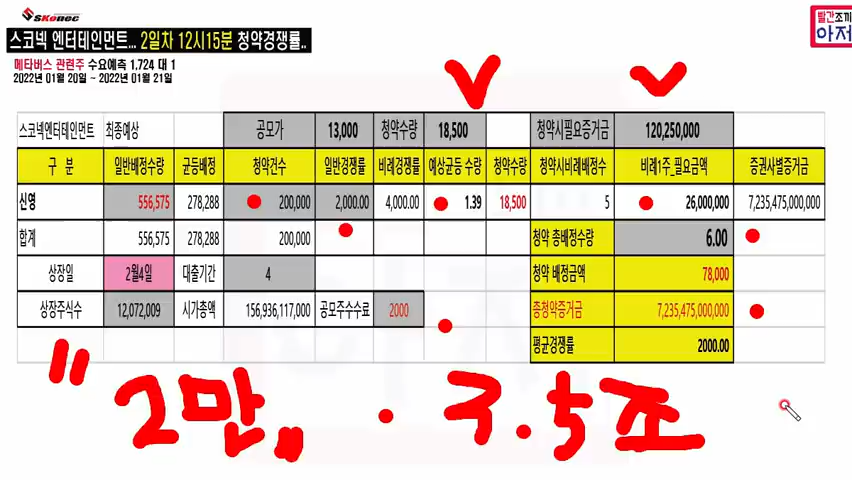 SKonec
스코넥 엔터테인먼트... 2일차 12시15분 청약경쟁률..
메타버스 관련주 수요예측 1,724 대 1
2022년 01월 20일 ~ 2022년 01월 21일
빨간조끼
아저
스코넥엔터테인먼트 최종예상 공모가 13,000 청약수량 18,500 청약시필요증거금 120,250,000
구 분 일반배정수량 균등배정 청약건수 일반경쟁률 비례경쟁률 예상균등 수량 청약수량 청약시비례배정수 비례1주_필요금액 증권사별증거금
신영 556,575 278,288 200,000 2,000.00 4,000.00 1.39 18,500 5 26,000,000 7,235,475,000,000
합계 556,575 278,288 200,000 청약 총배정수량 6.00
상장일 2월4일 대출기간 4 청약 배정금액 78,000
상장주식수 12,072,009 시가총액 156,936,117,000 공모주수수료 2000 총청약증거금 7,235,475,000,000
평균경쟁률 2000.00
"2만" . 3.5조